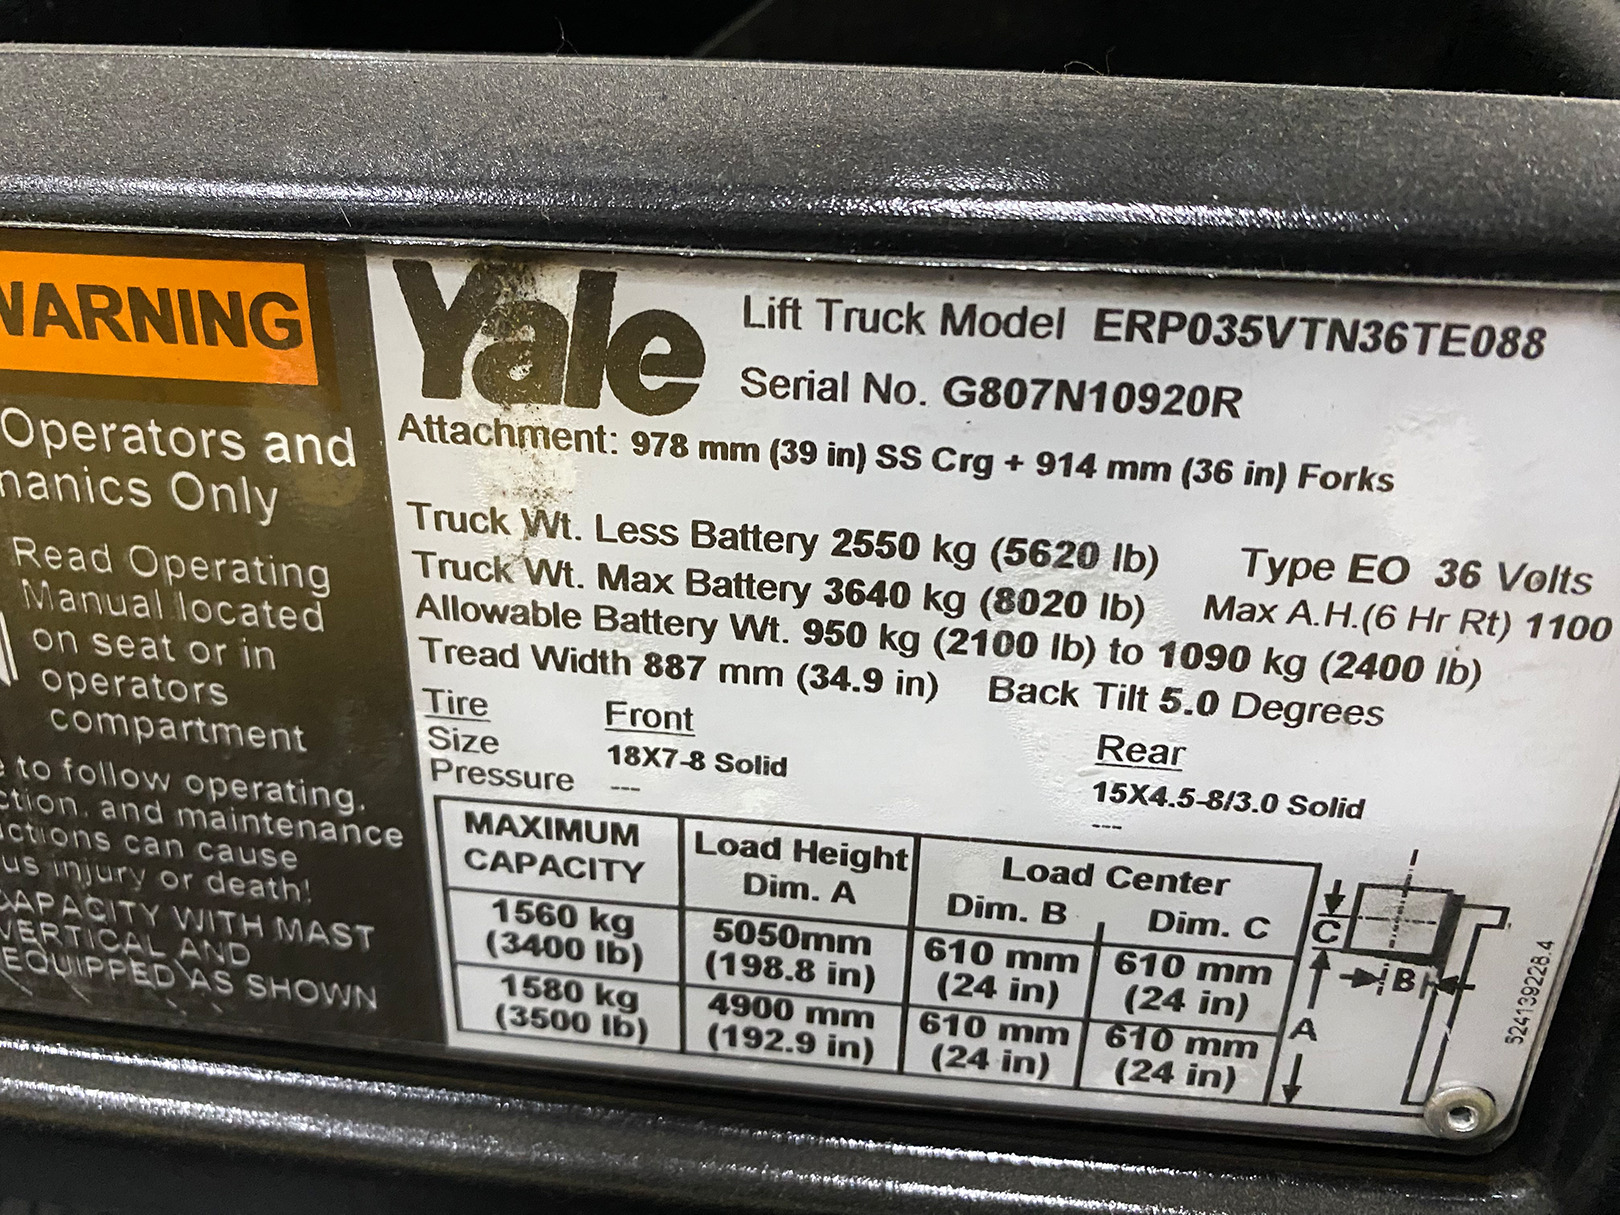 WARNING
Operators and
Only
Read Operating
Manual located
on seat or in
operators
compartment
to follow operating,
and maintenance
can cause
injury or death!
CAPACITY WITH MAST
VERTICAL AND
EQUIPPED AS SHOWN
Yale
Lift Truck Model ERP035VTN36TE088
Serial No. G807N10920R
Attachment: 978 mm (39 in) SS Crg + 914 mm (36 in) Forks
Truck Wt. Less Battery 2550 kg (5620 lb) Type EO 36 Volts
Truck Wt. Max Battery 3640 kg (8020 lb) Max A.H.(6 Hr Rt) 1100
Allowable Battery Wt. 950 kg (2100 lb) to 1090 kg (2400 lb)
Tread Width 887 mm (34.9 in) Back Tilt 5.0 Degrees
Tire Front Rear
Size 18X7-8 Solid 15X4.5-8/3.0 Solid
Pressure --- ---
MAXIMUM CAPACITY
Load Height Dim. A
Load Center
Dim. B Dim. C
1560 kg 5050mm 610 mm 610 mm
(3400 lb) (198.8 in) (24 in) (24 in)
1580 kg 4900 mm 610 mm 610 mm
(3500 lb) (192.9 in) (24 in) (24 in)
C
B
A
524139228.4